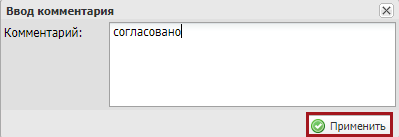 Ввод комментария
Комментарий: согласовано
Применить